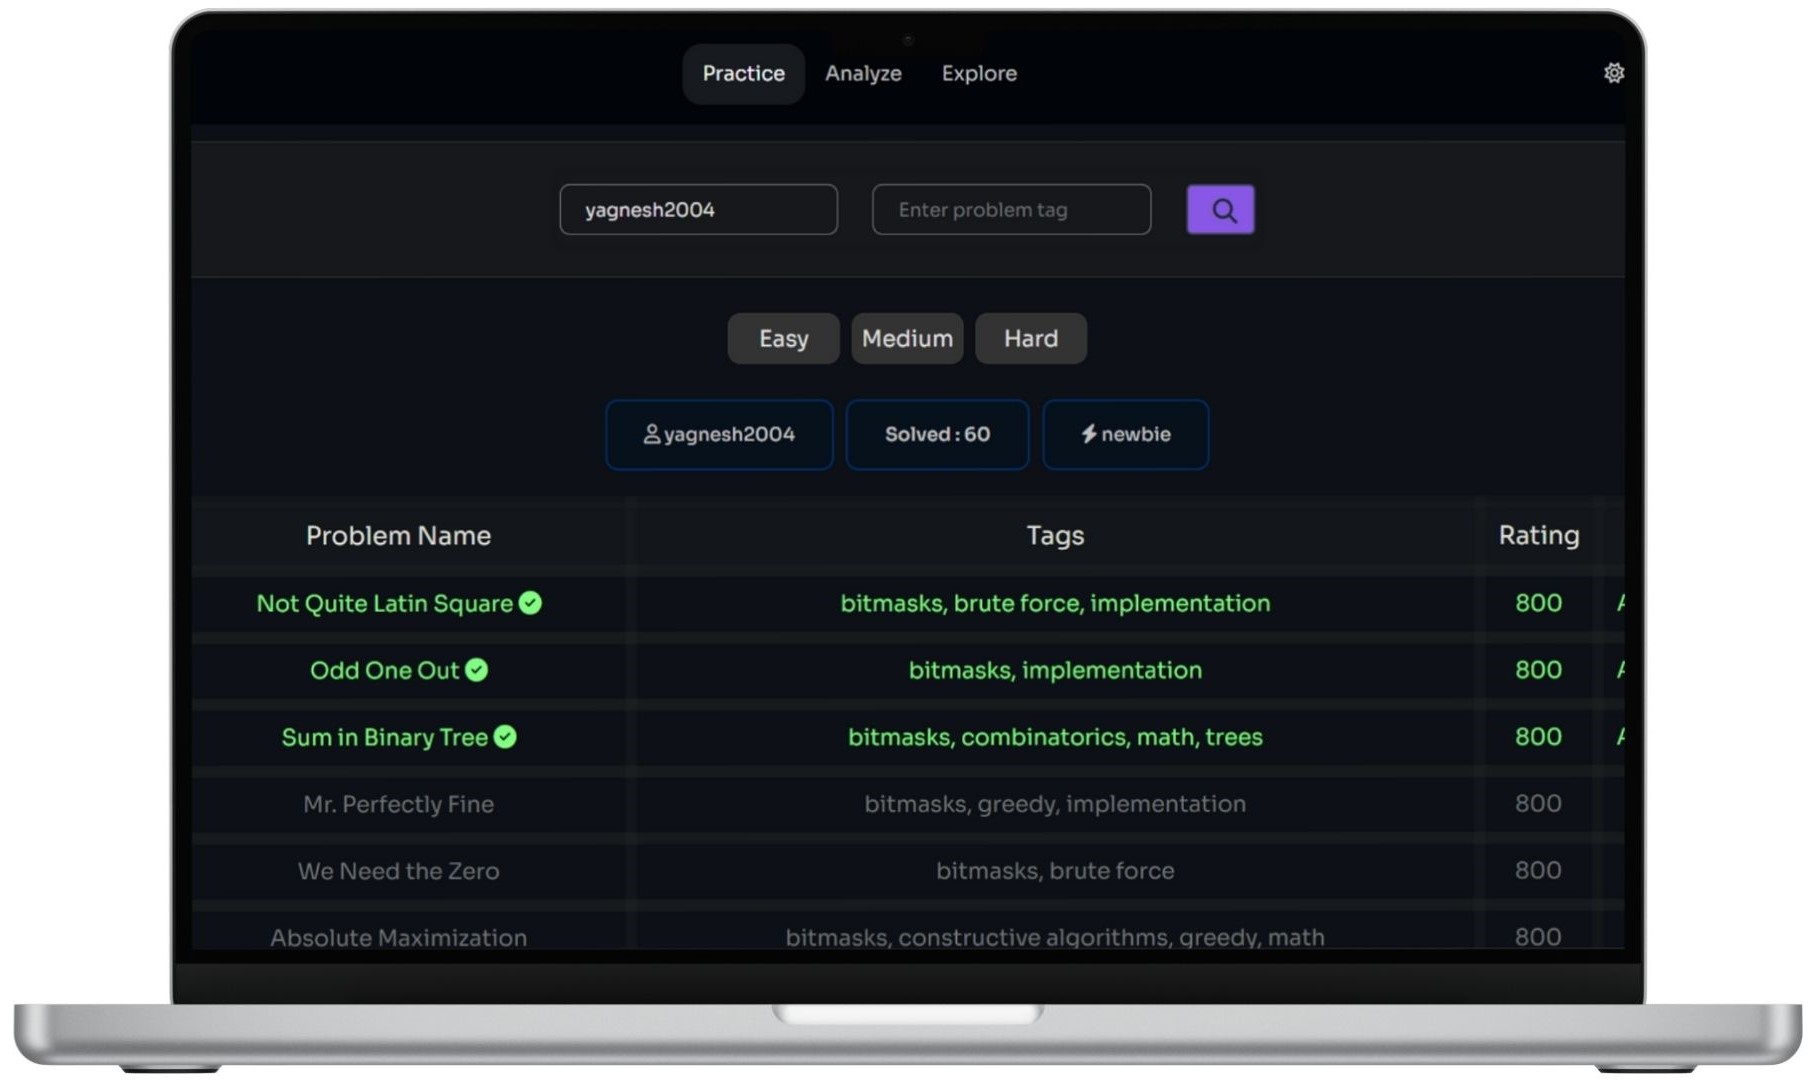 Practice Analyze Explore
yagnesh2004 Enter problem tag
Easy Medium Hard
yagnesh2004 Solved : 60 newbie
Problem Name Tags Rating
Not Quite Latin Square bitmasks, brute force, implementation 800
Odd One Out bitmasks, implementation 800
Sum in Binary Tree bitmasks, combinatorics, math, trees 800
Mr. Perfectly Fine bitmasks, greedy, implementation 800
We Need the Zero bitmasks, brute force 800
Absolute Maximization bitmasks, constructive algorithms, greedy, math 800